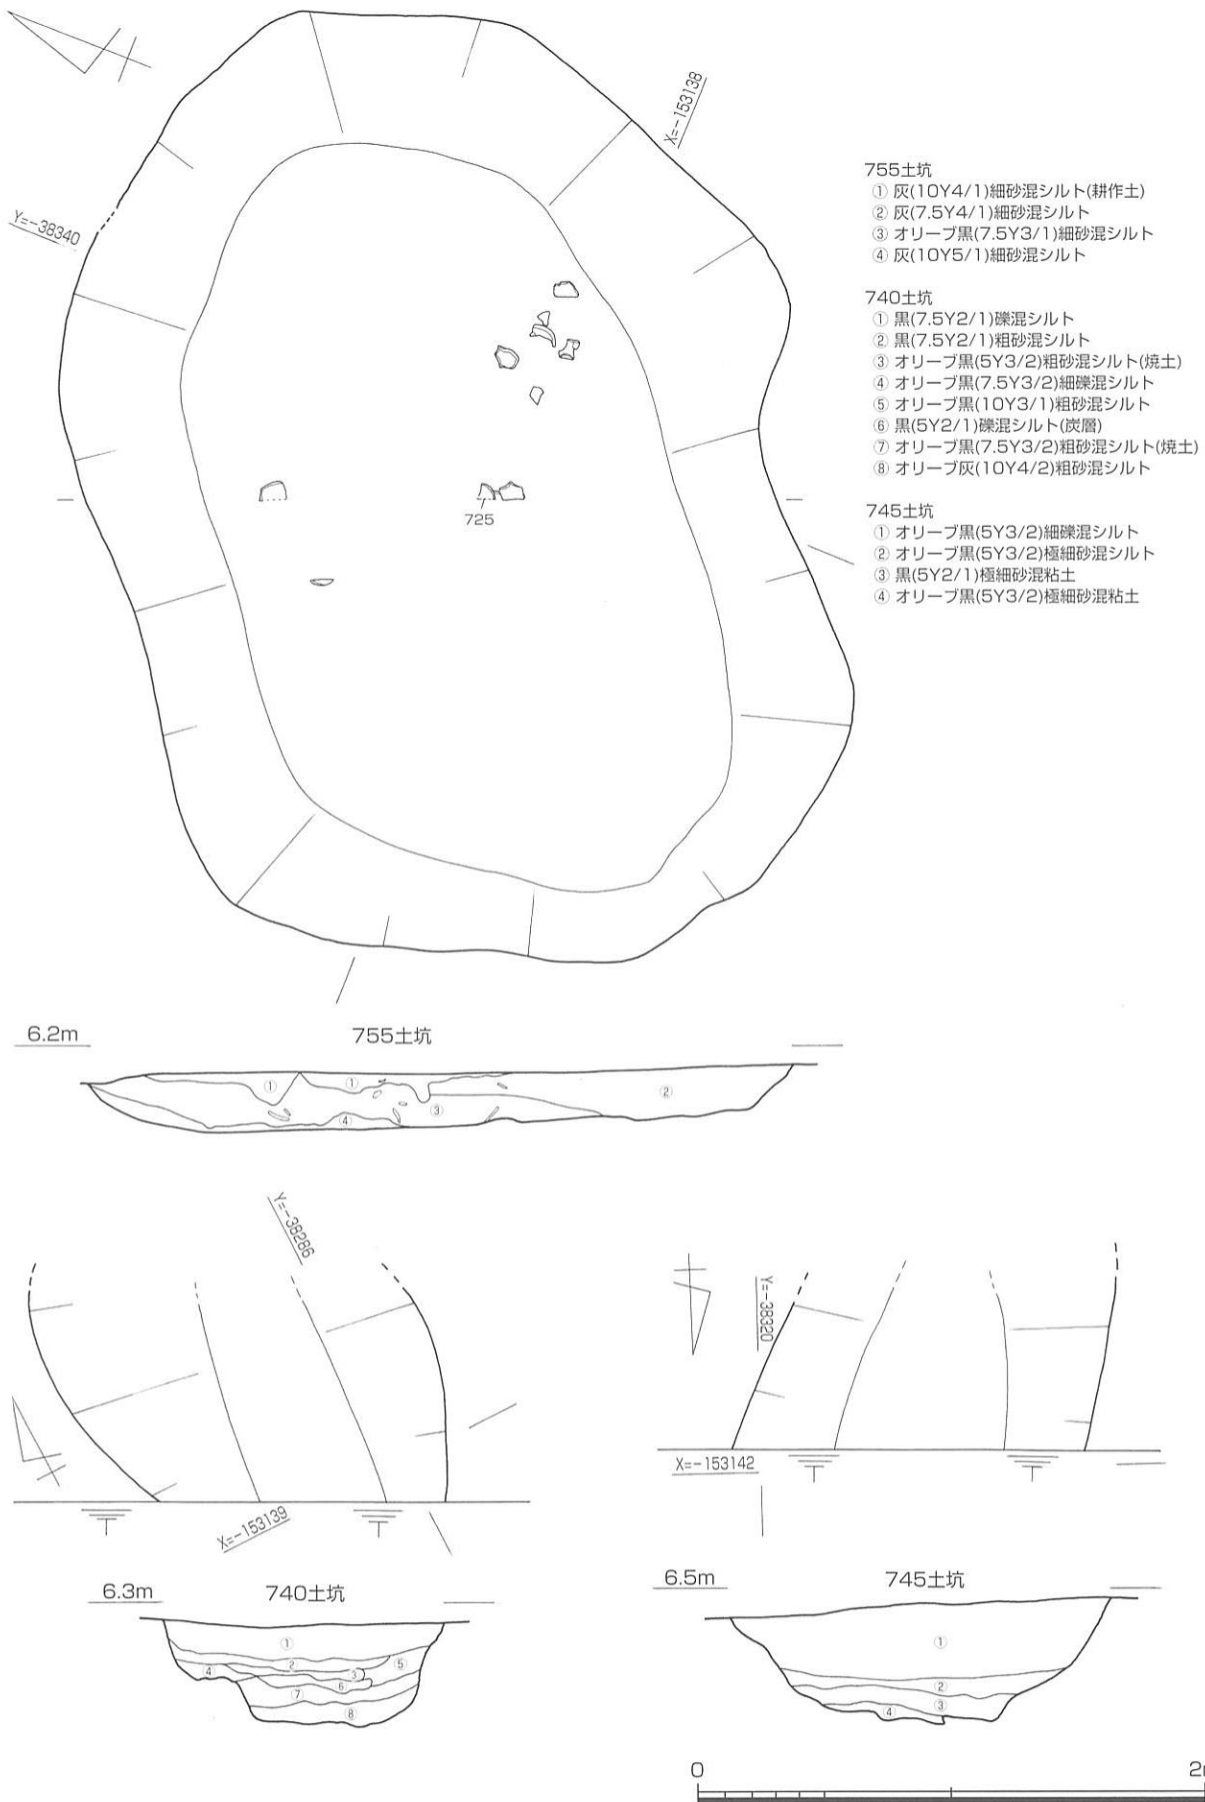 X=-153138
Y=-38340
755土坑
① 灰(10Y4/1)細砂混シルト(耕作土)
② 灰(7.5Y4/1)細砂混シルト
③ オリーブ黒(7.5Y3/1)細砂混シルト
④ 灰(10Y5/1)細砂混シルト
740土坑
① 黒(7.5Y2/1)礫混シルト
② 黒(7.5Y2/1)粗砂混シルト
③ オリーブ黒(5Y3/2)粗砂混シルト(焼土)
④ オリーブ黒(7.5Y3/2)細礫混シルト
⑤ オリーブ黒(10Y3/1)粗砂混シルト
⑥ 黒(5Y2/1)礫混シルト(炭層)
⑦ オリーブ黒(7.5Y3/2)粗砂混シルト(焼土)
⑧ オリーブ灰(10Y4/2)粗砂混シルト
745土坑
① オリーブ黒(5Y3/2)細礫混シルト
② オリーブ黒(5Y3/2)極細砂混シルト
③ 黒(5Y2/1)極細砂混粘土
④ オリーブ黒(5Y3/2)極細砂混粘土
725
6.2m 755土坑
① ① ② ③ ④
Y=-38286
Y=-38320
X=-153142
X=-153139
6.3m 740土坑
① ② ③ ④ ⑤ ⑥ ⑦ ⑧
6.5m 745土坑
① ② ③ ④
0 2